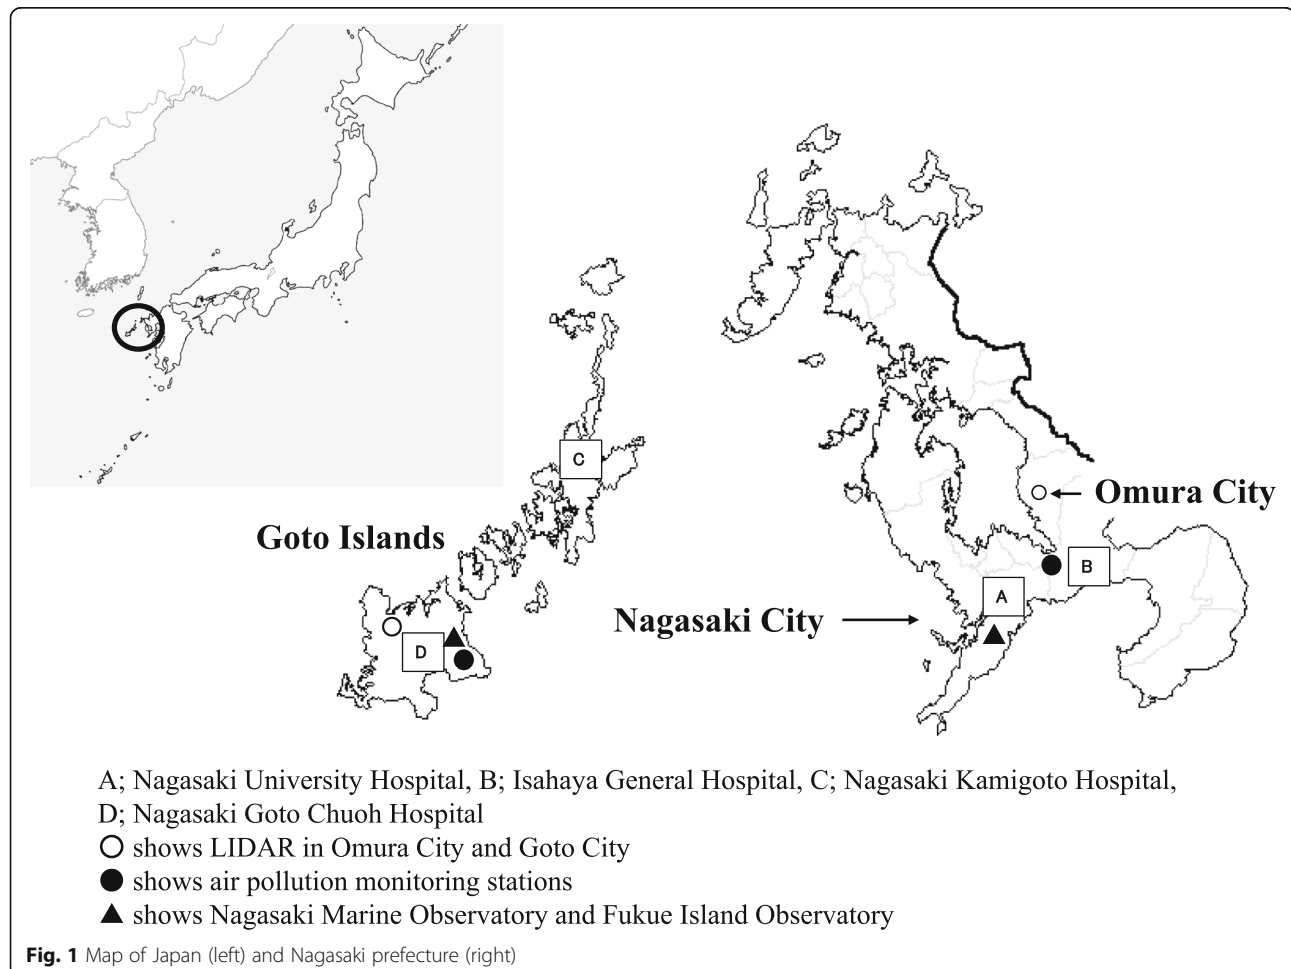 C
Omura City
Goto Islands
B
A
Nagasaki City
D
A; Nagasaki University Hospital, B; Isahaya General Hospital, C; Nagasaki Kamigoto Hospital,
D; Nagasaki Goto Chuoh Hospital
shows LIDAR in Omura City and Goto City
shows air pollution monitoring stations
shows Nagasaki Marine Observatory and Fukue Island Observatory
Fig. 1 Map of Japan (left) and Nagasaki prefecture (right)